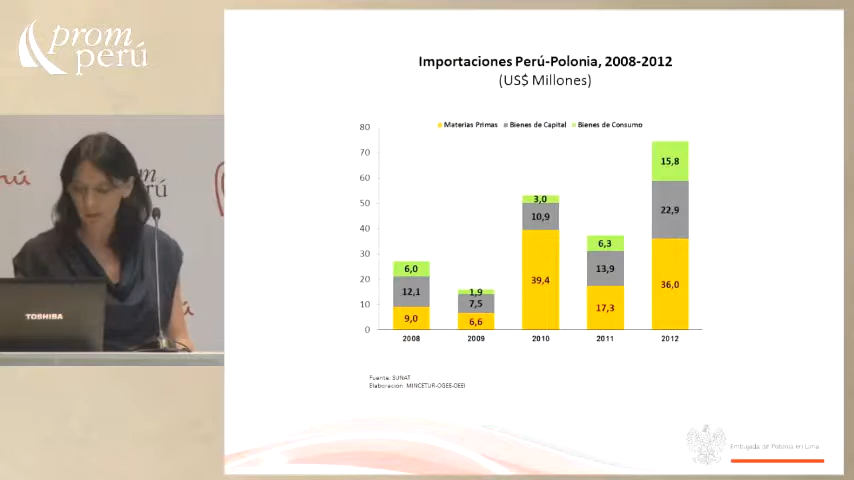 prom
perú
Importaciones Perú-Polonia, 2008-2012
(US$ Millones)
Materias Primas Bienes de Capital Bienes de Consumo
80
70
60
50
40
30
20
10
0
6,0
12,1
9,0
1,9
7,5
6,6
3,0
10,9
39,4
6,3
13,9
17,3
15,8
22,9
36,0
2008 2009 2010 2011 2012
Fuente: SUNAT
Elaboracion: MINCETUR-OGEE-OEEI
Embajada de Polonia en Lima
TOSHIBA
rú
m
rú